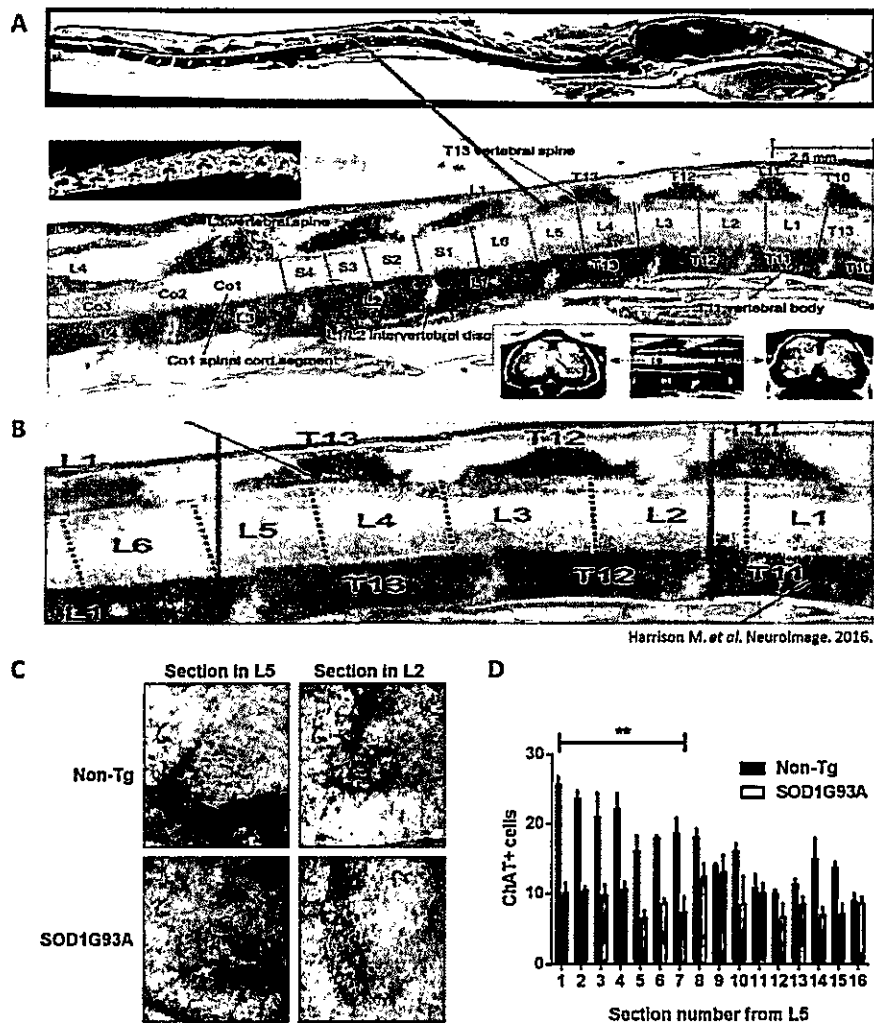 A
T13 vertebral spine
2.5 mm
T13
T12
L11
T10
L1
L3 vertebral spine
L4
Co3
Co2
Co1
S4
S3
S2
S1
L6
L5
L4
L3
L2
L1
T13
T13
T12
T10
L3
L1/L2 intervertebral disc
vertebral body
Co1 spinal cord segment
B
L1
T13
T12
T11
L6
L5
L4
L3
L2
L1
L1
T13
T12
T11
Harrison M. et al. NeuroImage. 2016.
C
Section in L5
Section in L2
Non-Tg
SOD1G93A
D
**
30
20
10
0
ChAT+ cells
Non-Tg
SOD1G93A
1 2 3 4 5 6 7 8 9 10 11 12 13 14 15 16
Section number from L5